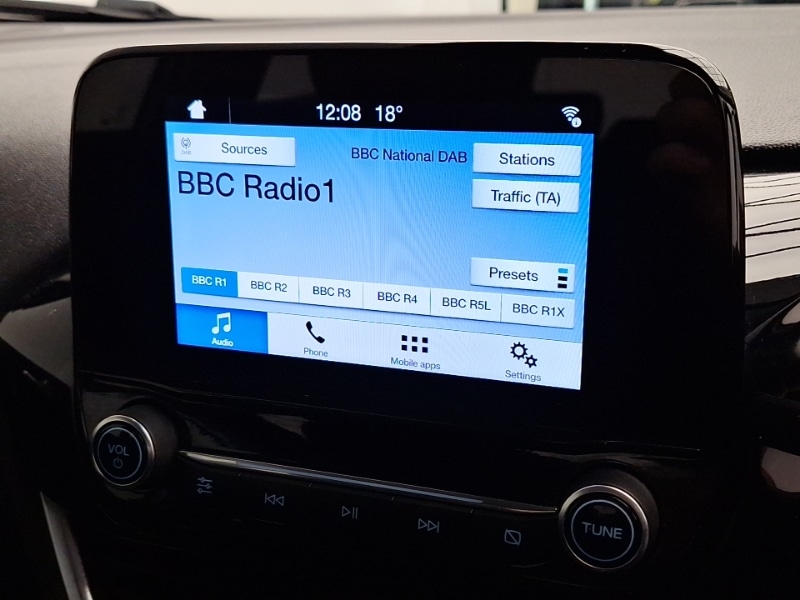 12:08 18°
DAB
Sources
BBC National DAB
Stations
BBC Radio1
Traffic (TA)
Presets
BBC R1
BBC R2
BBC R3
BBC R4
BBC R5L
BBC R1X
Audio
Phone
Mobile apps
Settings
VOL
TUNE